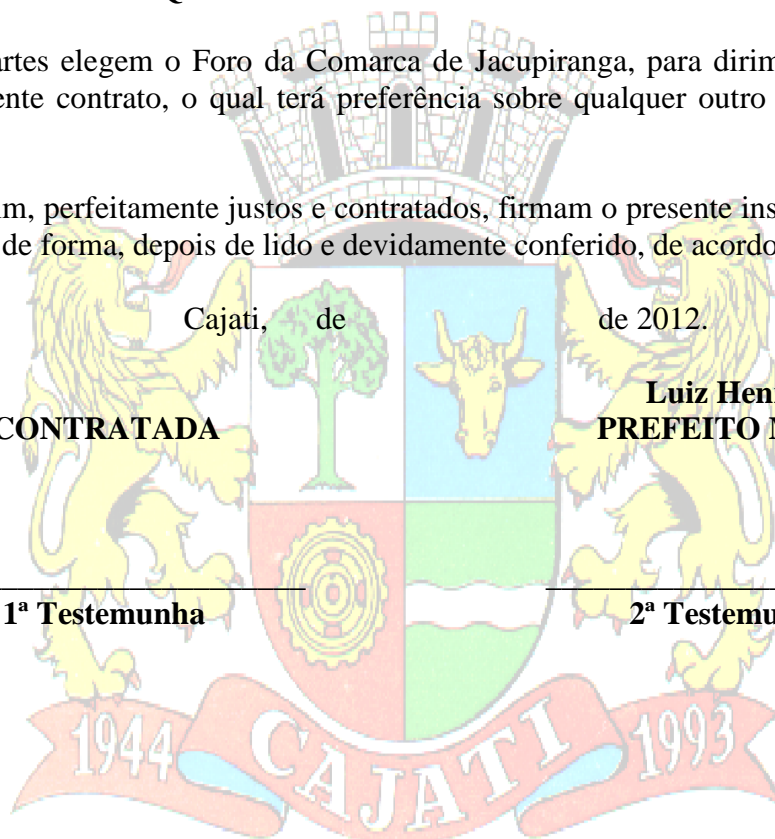 artes elegem o Foro da Comarca de Jacupiranga, para dirim
ente contrato, o qual terá preferência sobre qualquer outro
im, perfeitamente justos e contratados, firmam o presente ins
de forma, depois de lido e devidamente conferido, de acordo
Cajati, de de 2012.
Luiz Hen
CONTRATADA PREFEITO
1ª Testemunha 2ª Testemu
1944 CAJATI 1993